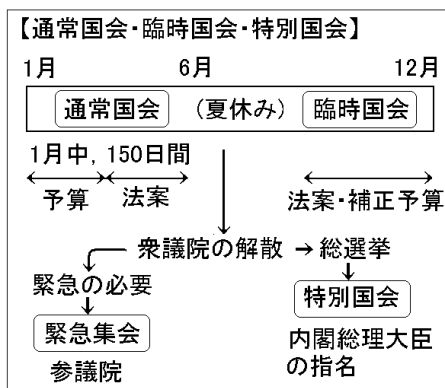 【通常国会・臨時国会・特別国会】
1月 6月 12月
通常国会 (夏休み) 臨時国会
1月中, 150日間
予算 法案 法案・補正予算
衆議院の解散 → 総選挙
緊急の必要 特別国会
緊急集会 内閣総理大臣
参議院 の指名